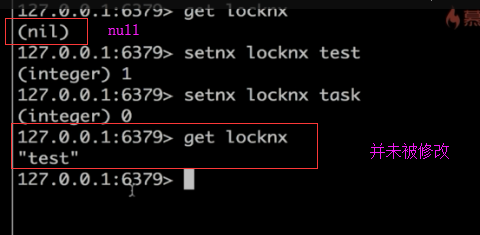 127.0.0.1:6379> get locknx
(nil)
null
127.0.0.1:6379> setnx locknx test
(integer) 1
127.0.0.1:6379> setnx locknx task
(integer) 0
127.0.0.1:6379> get locknx
"test"
并未被修改
127.0.0.1:6379>